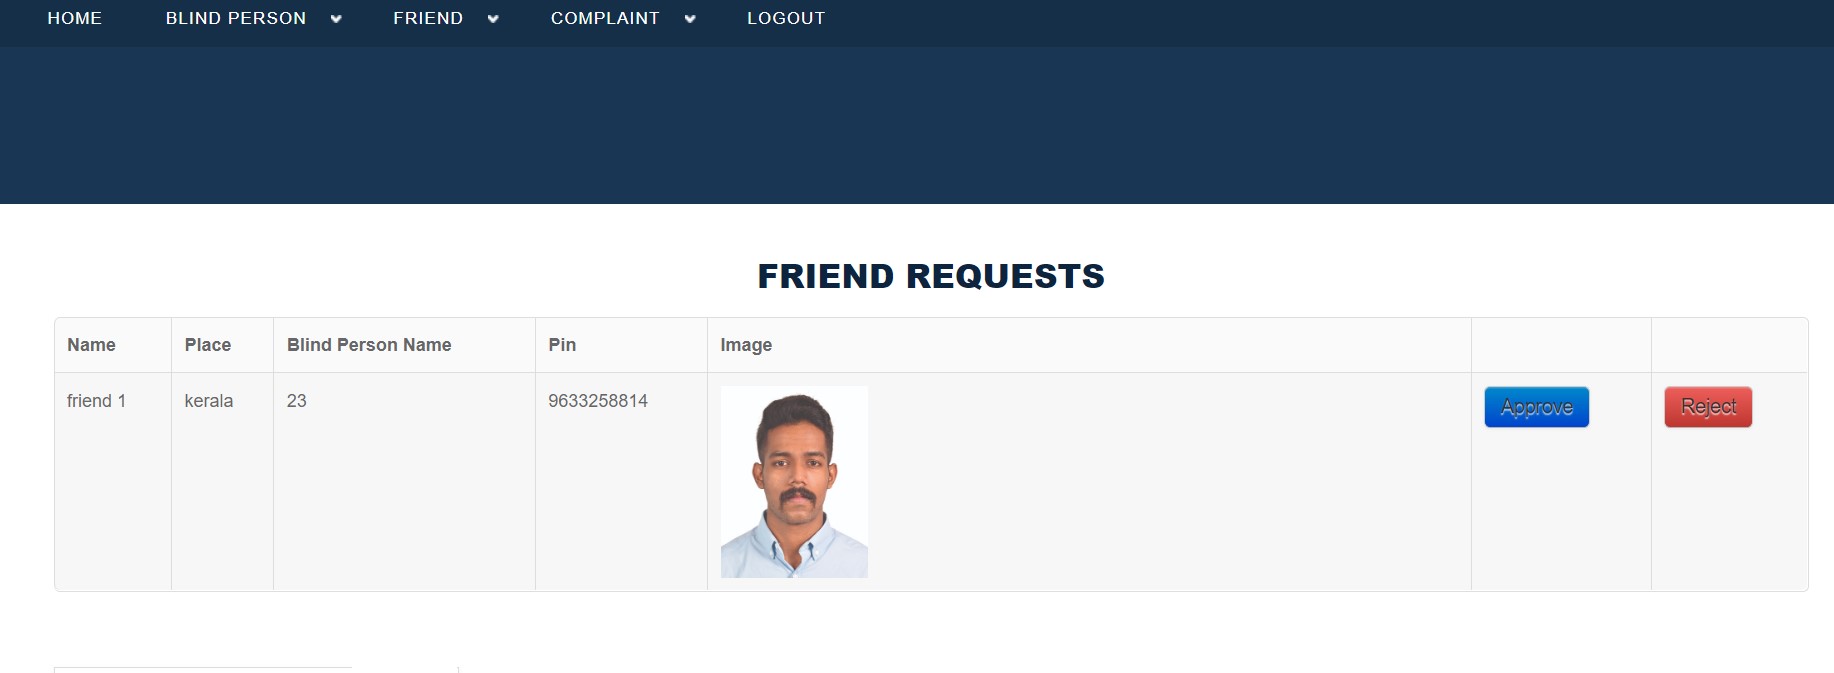 HOME BLIND PERSON FRIEND COMPLAINT LOGOUT
FRIEND REQUESTS
Name Place Blind Person Name Pin Image
friend 1 kerala 23 9633258814 Approve Reject